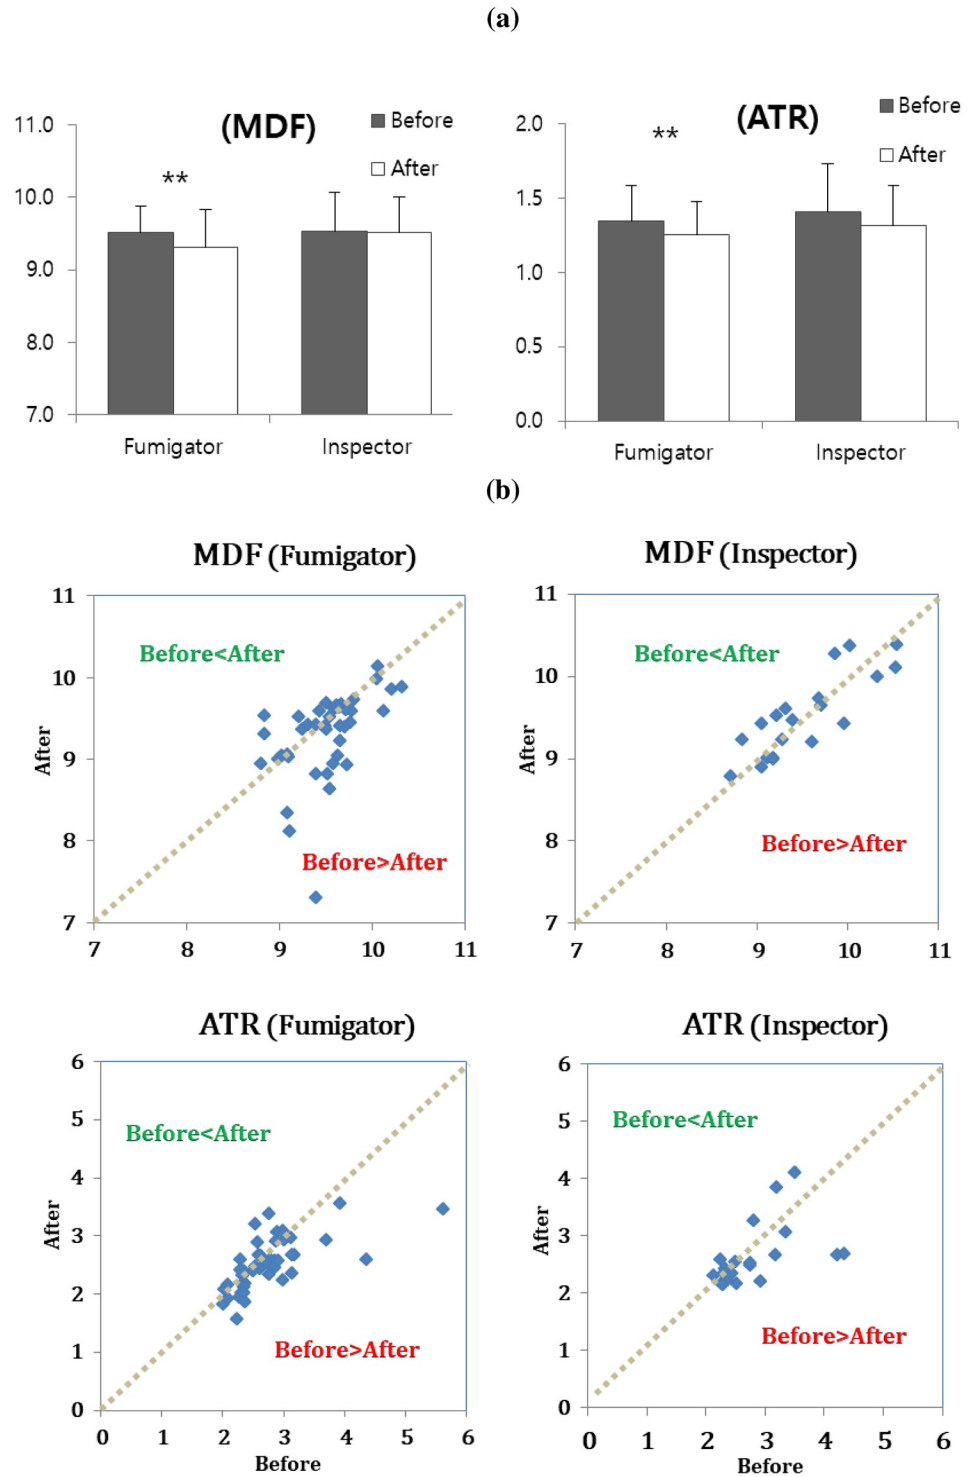 (a)
(MDF)
Before
After
11.0
10.0
9.0
8.0
7.0
**
Fumigator
Inspector
(ATR)
Before
After
2.0
1.5
1.0
0.5
0.0
**
Fumigator
Inspector
(b)
MDF (Fumigator)
11
10
9
8
7
After
Before<After
Before>After
7 8 9 10 11
MDF (Inspector)
11
10
9
8
7
After
Before<After
Before>After
7 8 9 10 11
ATR (Fumigator)
6
5
4
3
2
1
0
After
Before<After
Before>After
0 1 2 3 4 5 6
Before
ATR (Inspector)
6
5
4
3
2
1
0
After
Before<After
Before>After
0 1 2 3 4 5 6
Before